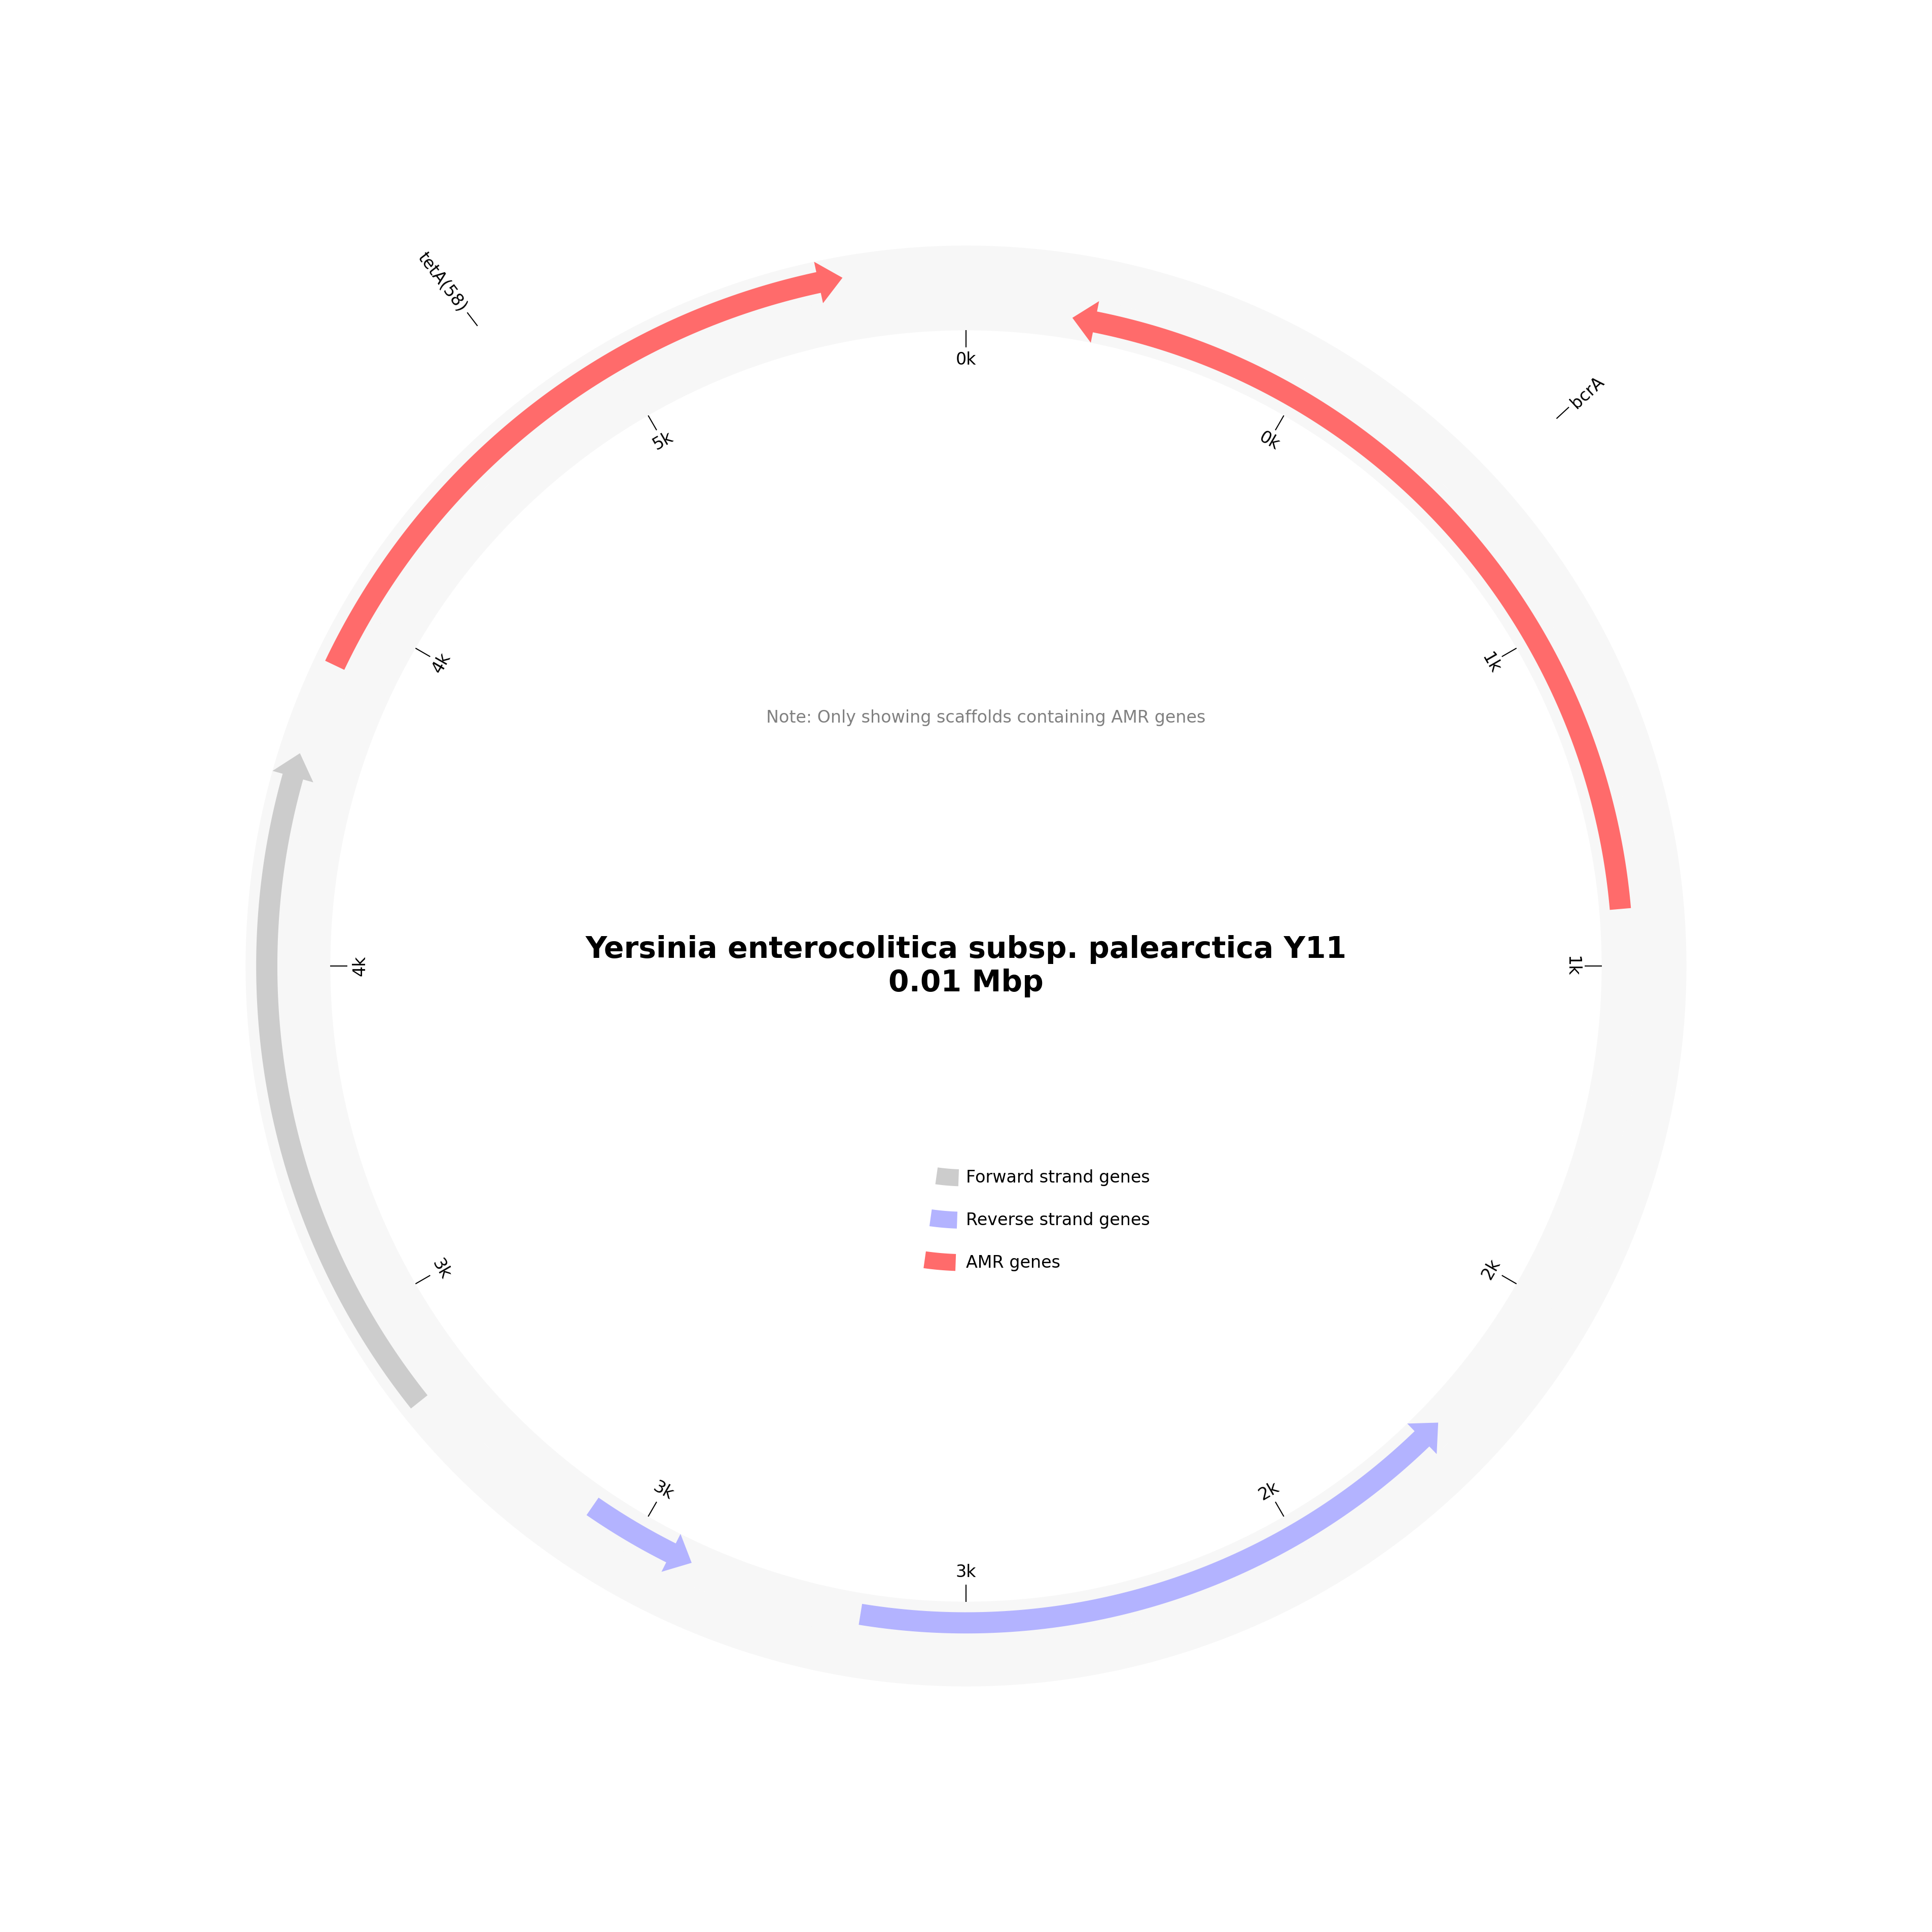 tetA(58)
bcrA
0k
0k
1k
1k
2k
2k
3k
3k
3k
4k
4k
5k
Note: Only showing scaffolds containing AMR genes
Yersinia enterocolitica subsp. palearctica Y11
0.01 Mbp
Forward strand genes
Reverse strand genes
AMR genes